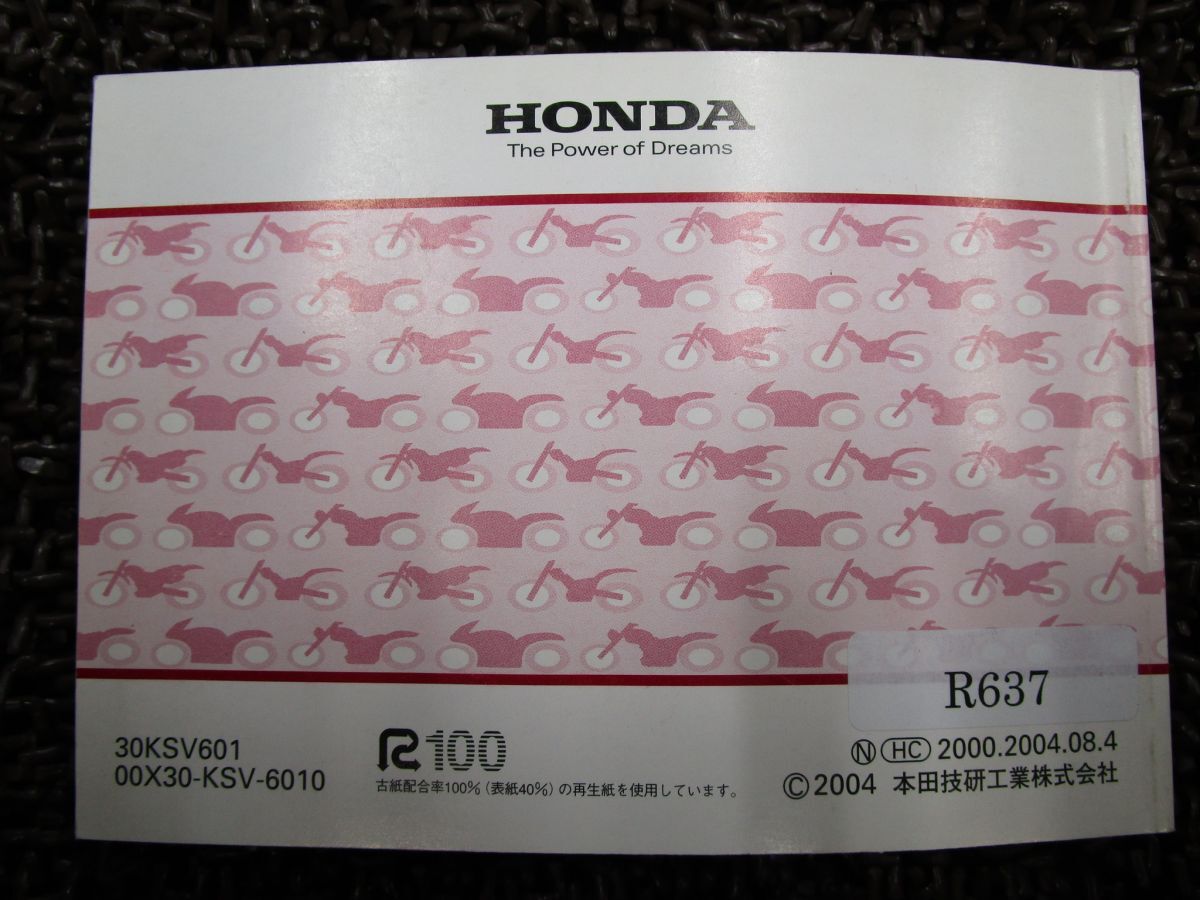 HONDA
The Power of Dreams
R637
30KSV601
00X30-KSV-6010
R100
古紙配合率100%(表紙40%)の再生紙を使用しています。
Ⓝ HC 2000.2004.08.4
©2004 本田技研工業株式会社